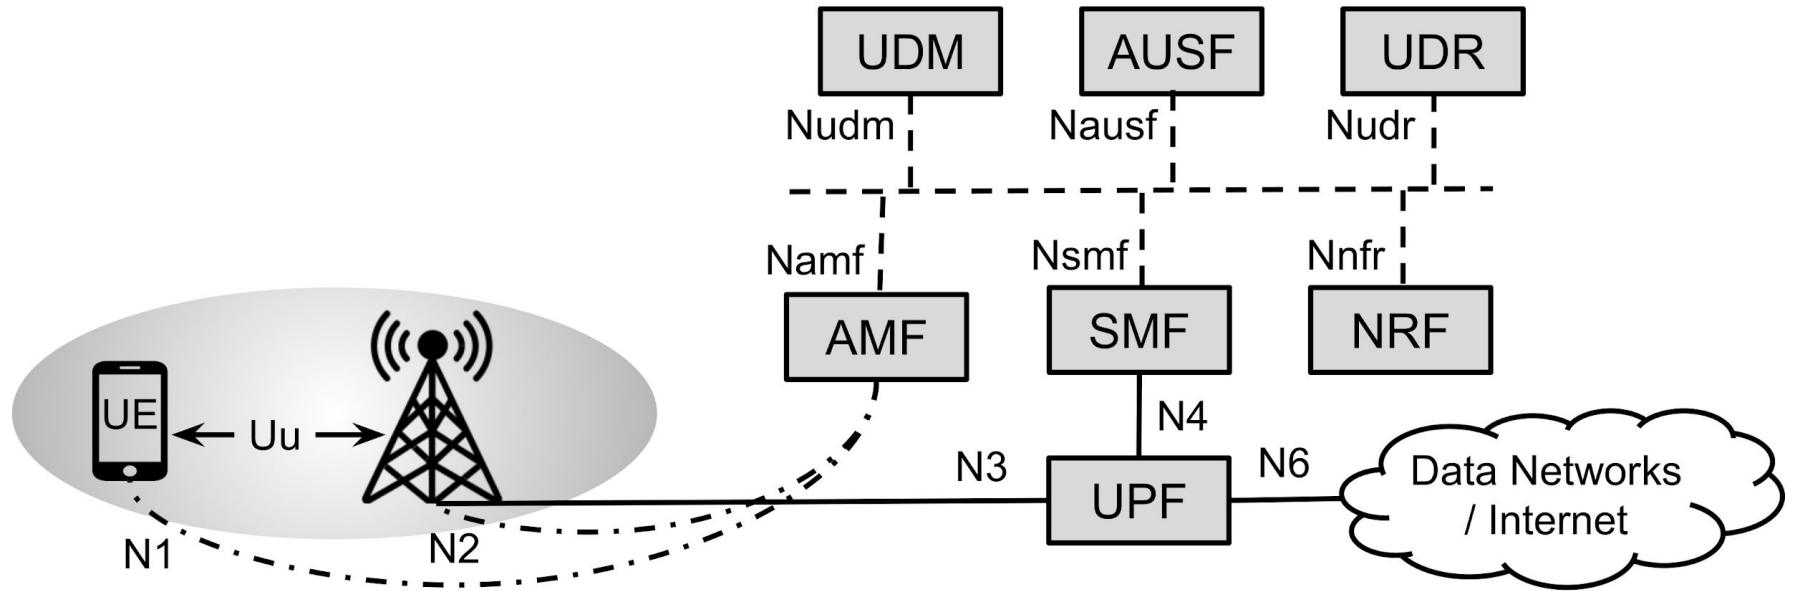 UDM
AUSF
UDR
Nudm
Nausf
Nudr
Namf
Nsmf
Nnfr
AMF
SMF
NRF
UE
Uu
N4
N3
N6
UPF
Data Networks
/ Internet
N1
N2